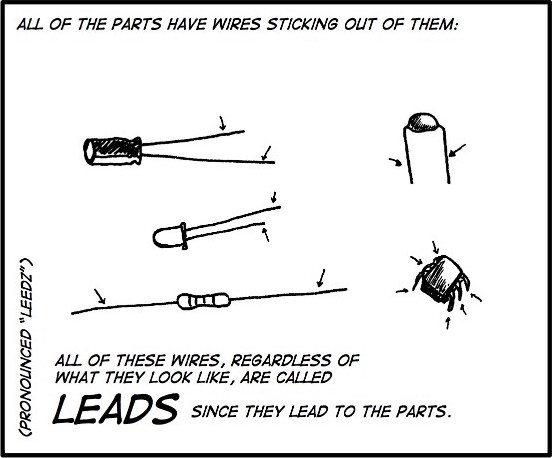 ALL OF THE PARTS HAVE WIRES STICKING OUT OF THEM:
ALL OF THESE WIRES, REGARDLESS OF
WHAT THEY LOOK LIKE, ARE CALLED
LEADS SINCE THEY LEAD TO THE PARTS.
(PRONOUNCED "LEEDZ")